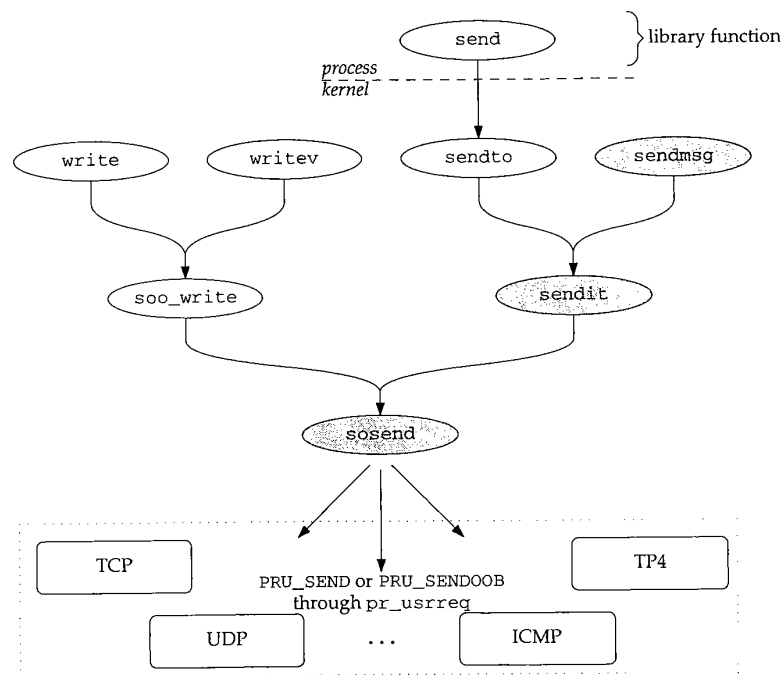 send
library function
process
kernel
write
writev
sendto
sendmsg
soo_write
sendit
sosend
TCP
TP4
PRU_SEND or PRU_SENDOOB
through pr_usrreq
UDP
...
ICMP